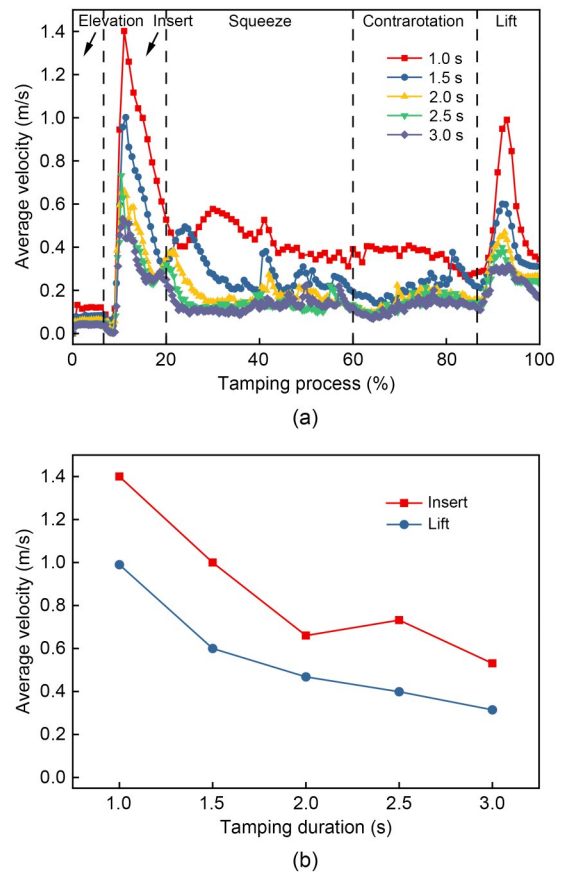 Elevation Insert Squeeze Contrarotation Lift
1.4
1.2
1.0
0.8
0.6
0.4
0.2
0.0
Average velocity (m/s)
1.0 s
1.5 s
2.0 s
2.5 s
3.0 s
0 20 40 60 80 100
Tamping process (%)
(a)
1.4
1.2
1.0
0.8
0.6
0.4
0.2
0.0
Average velocity (m/s)
Insert
Lift
1.0 1.5 2.0 2.5 3.0
Tamping duration (s)
(b)